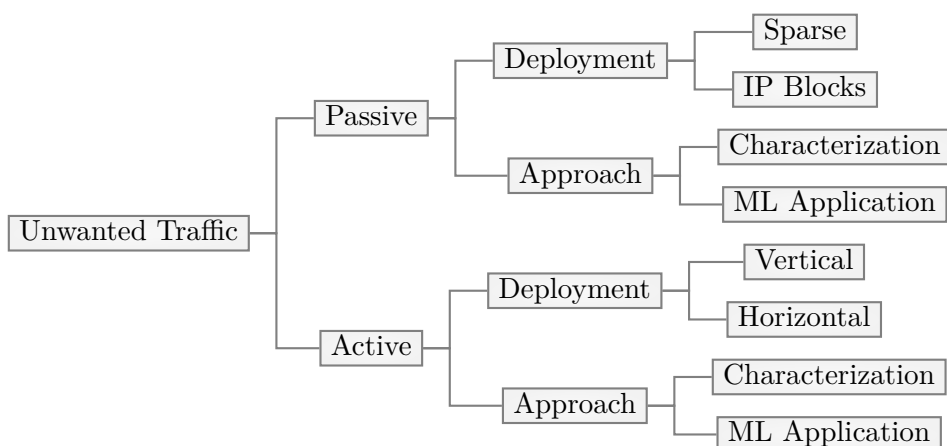 Sparse
Deployment
IP Blocks
Passive
Characterization
Approach
ML Application
Unwanted Traffic
Vertical
Deployment
Horizontal
Active
Characterization
Approach
ML Application